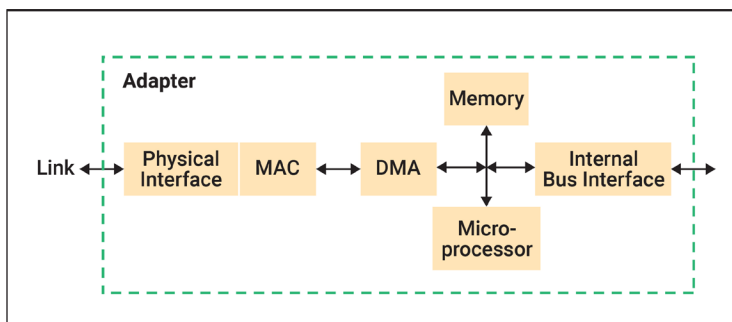 Adapter
Memory
Link
Physical
Interface
MAC
DMA
Internal
Bus Interface
Micro-
processor